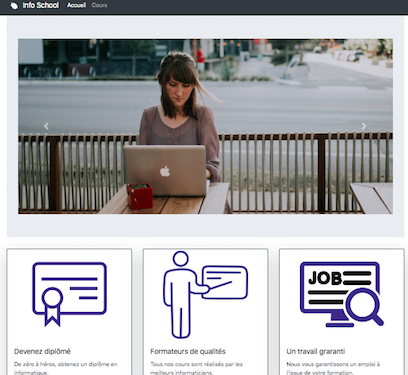 Info School Accueil Cours
JOB
Devenez diplômé
De zéro à héros, obtenez un diplôme en
informatique.
Formateurs de qualités
Tous nos cours sont réalisés par les
meilleurs informaticiens.
Un travail graranti
Nous vous garantissons un emploi à
l'issue de votre formation.